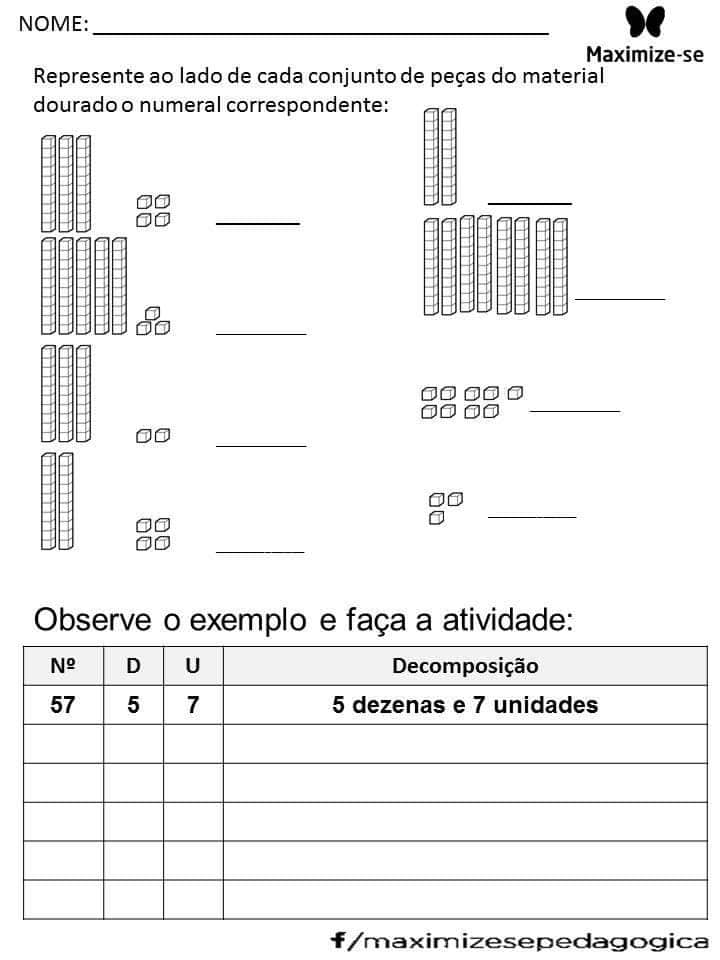 NOME:
Maximize-se
Represente ao lado de cada conjunto de peças do material
dourado o numeral correspondente:
Observe o exemplo e faça a atividade:
Nº D U Decomposição
57 5 7 5 dezenas e 7 unidades
f/maximizesepedagogica